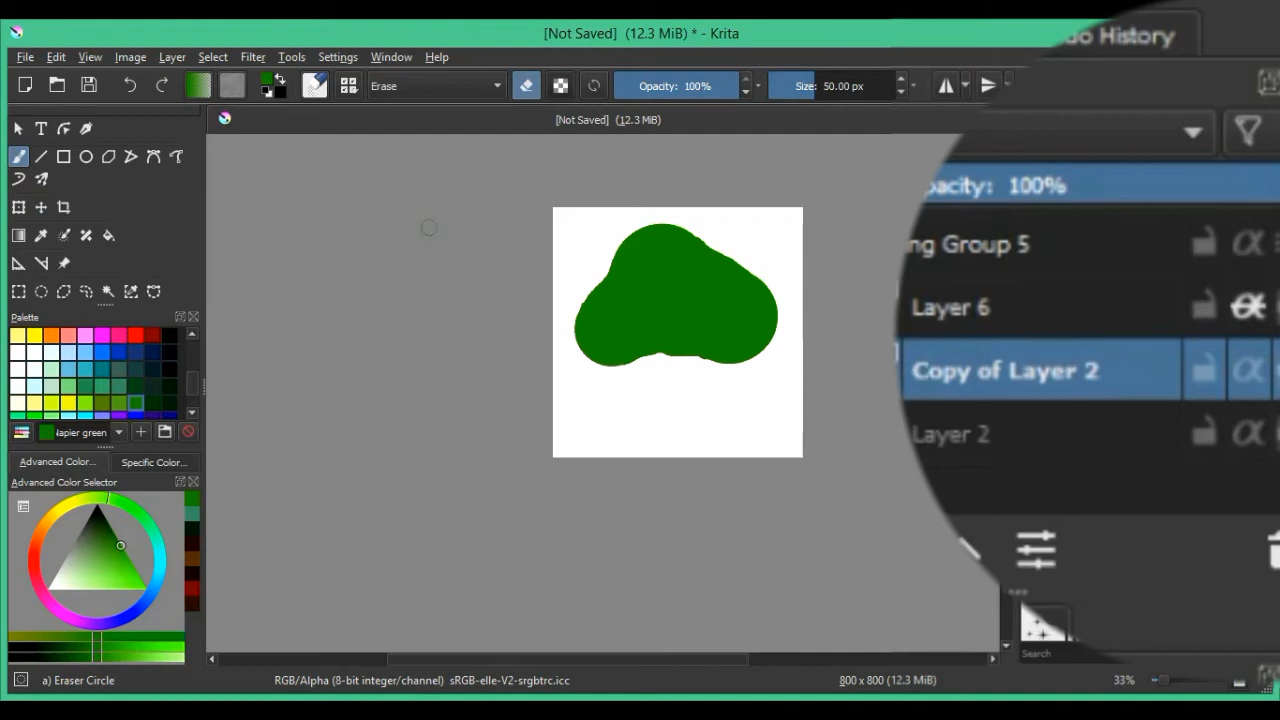 [Not Saved] (12.3 MiB) * - Krita
File Edit View Image Layer Select Filter Tools Settings Window Help
Erase Opacity: 100% Size: 50.00 px
[Not Saved] (12.3 MiB)
Palette
Advanced Color... Specific Color...
Advanced Color Selector
History
100%
Group 5
Layer 6
Copy of Layer 2
Layer 2
Search
a) Eraser Circle RGB/Alpha (8-bit integer/channel) sRGB-elle-V2-srgbtrc.icc 800 x 800 (12.3 MiB) 33%